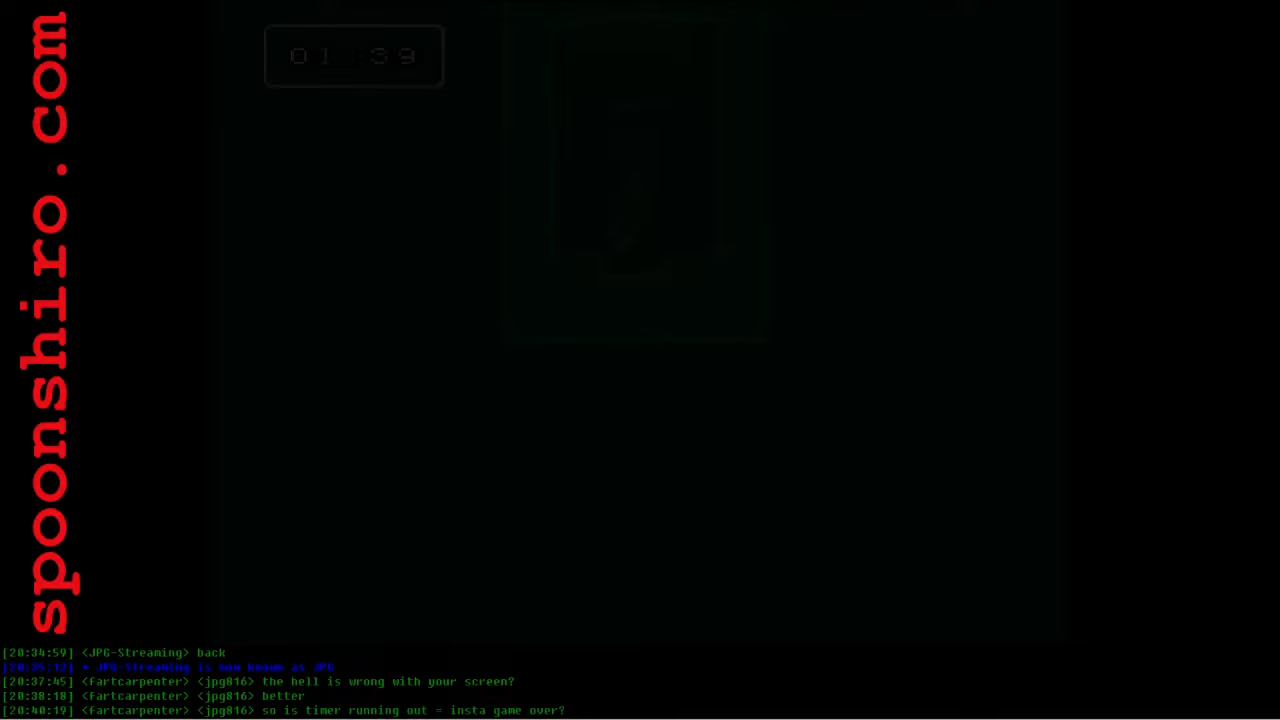 spoonshiro.com
01:39
[20:34:59] <JPG-Streaming> back
[20:35:12] * JPG-Streaming is now known as JPG
[20:37:45] <fartcarpenter> <jpg816> the hell is wrong with your screen?
[20:38:18] <fartcarpenter> <jpg816> better
[20:40:19] <fartcarpenter> <jpg816> so is timer running out = insta game over?